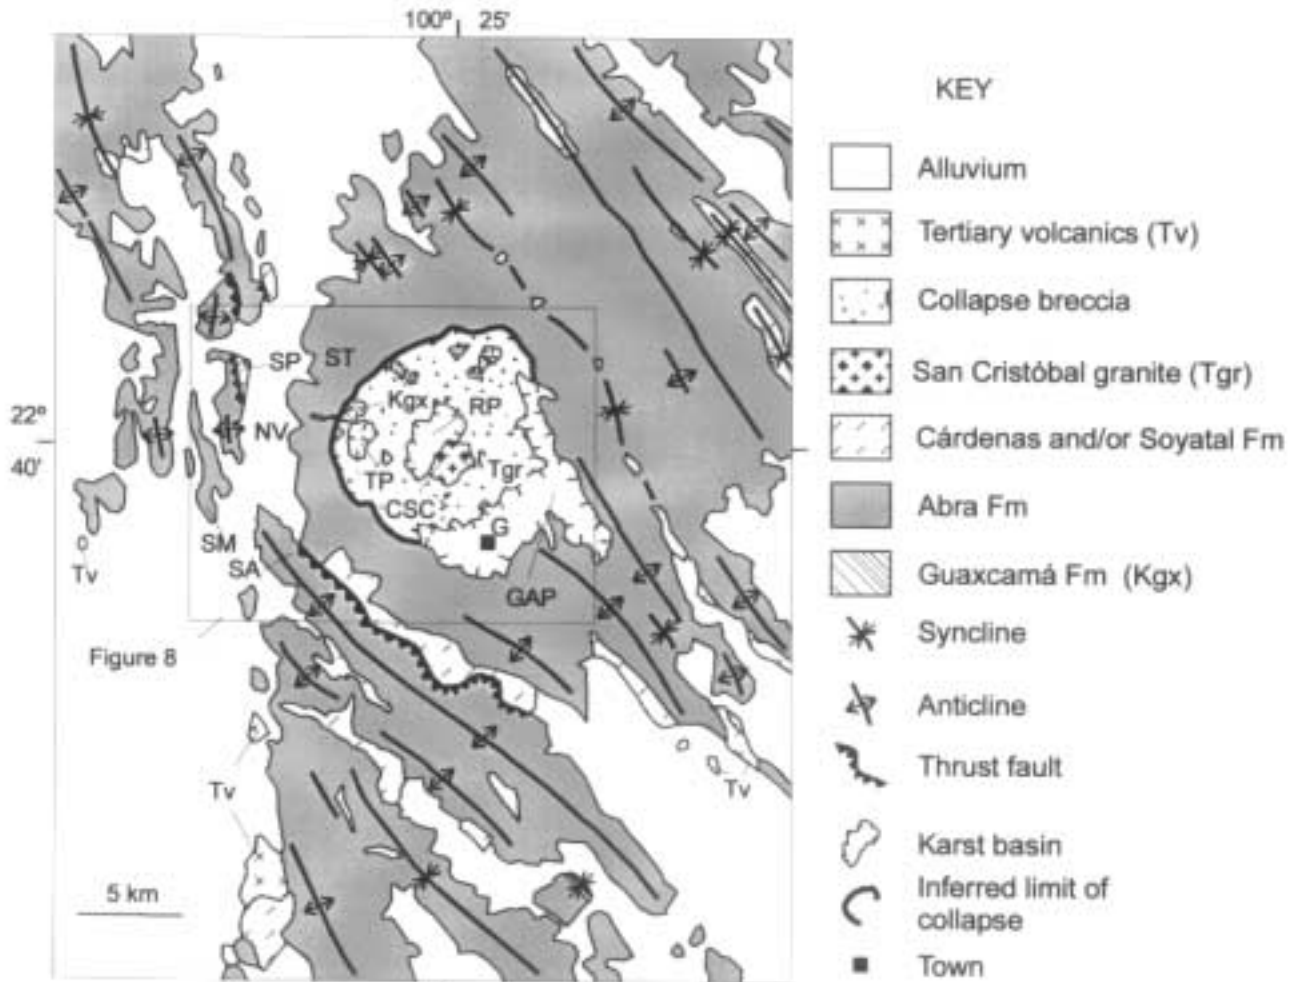 100º 25'
KEY
Alluvium
Tertiary volcanics (Tv)
Collapse breccia
San Cristóbal granite (Tgr)
Cárdenas and/or Soyatal Fm
Abra Fm
Guaxcamá Fm (Kgx)
Syncline
Anticline
Thrust fault
Karst basin
Inferred limit of
collapse
Town
22º
40'
SP
ST
Kgx
RP
NV
TP
Tgr
CSC
G
SM
SA
GAP
Tv
Figure 8
Tv
Tv
5 km